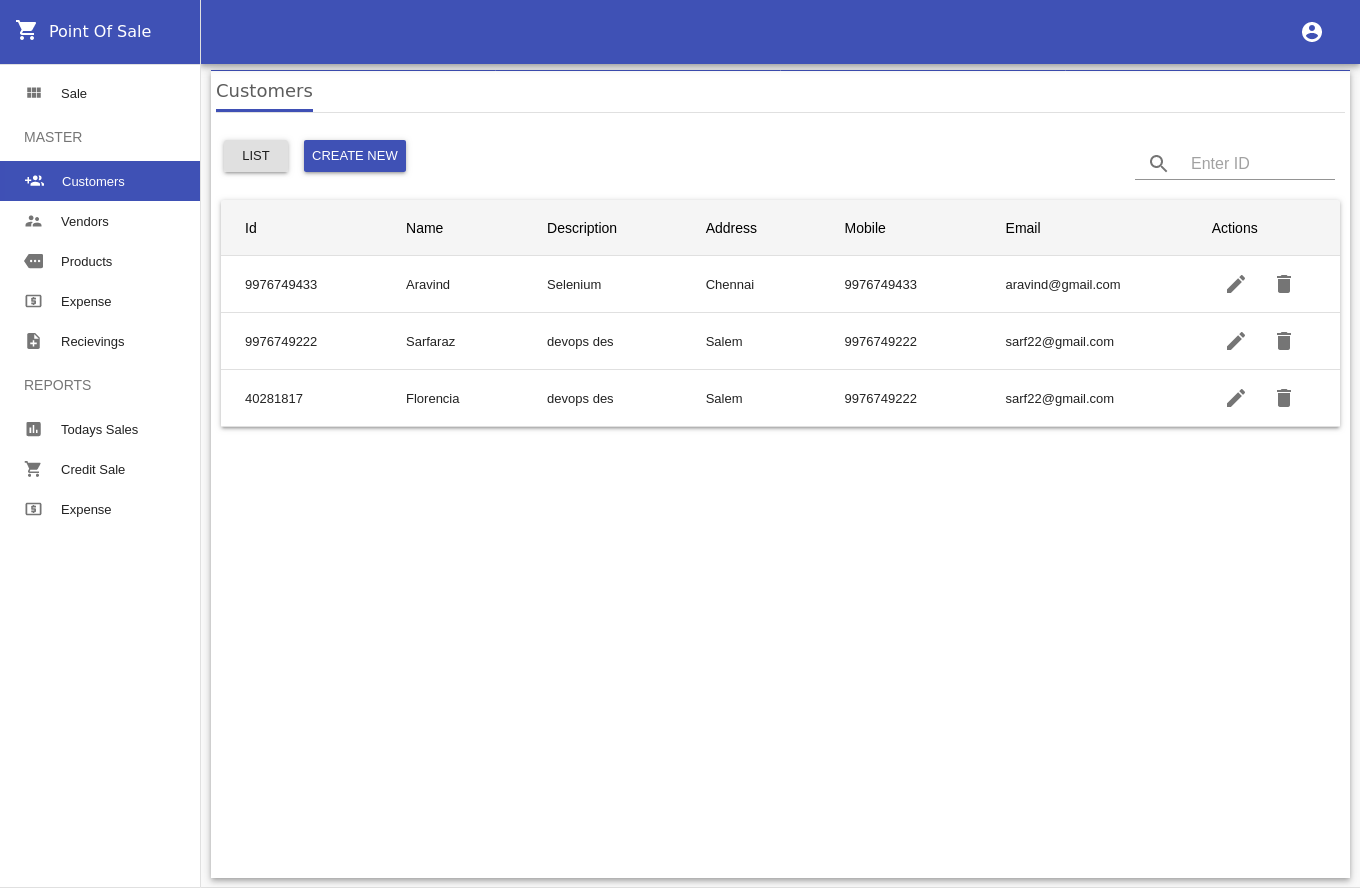 Point Of Sale
Sale
MASTER
Customers
Vendors
Products
Expense
Recievings
REPORTS
Todays Sales
Credit Sale
Expense
Customers
LIST CREATE NEW Enter ID
Id Name Description Address Mobile Email Actions
9976749433 Aravind Selenium Chennai 9976749433 aravind@gmail.com
9976749222 Sarfaraz devops des Salem 9976749222 sarf22@gmail.com
40281817 Florencia devops des Salem 9976749222 sarf22@gmail.com